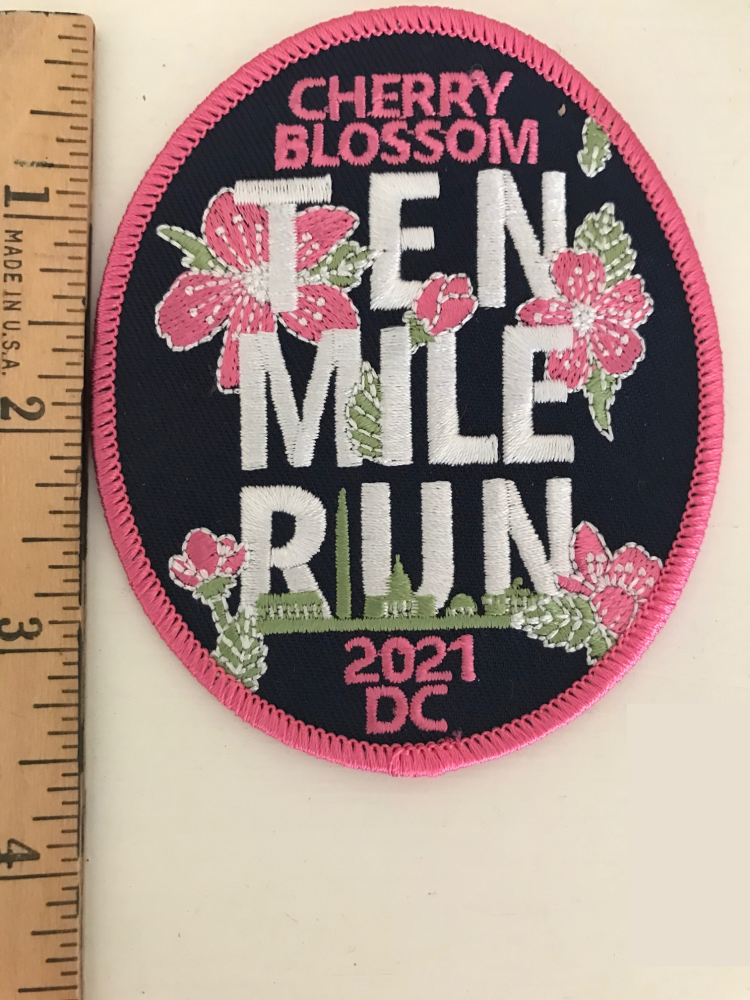 CHERRY
BLOSSOM
TEN
MILE
RUN
2021
DC
1
MADE IN U.S.A.
2
3
4